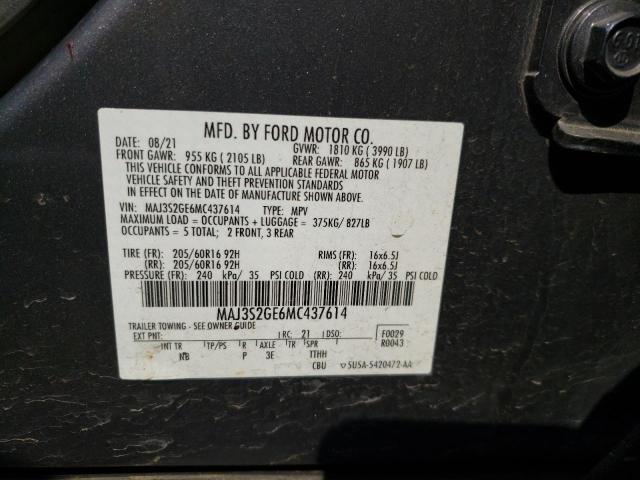 MFD. BY FORD MOTOR CO.
DATE: 08/21 GVWR: 1810 KG ( 3990 LB)
FRONT GAWR: 955 KG ( 2105 LB) REAR GAWR: 865 KG ( 1907 LB)
THIS VEHICLE CONFORMS TO ALL APPLICABLE FEDERAL MOTOR
VEHICLE SAFETY AND THEFT PREVENTION STANDARDS
IN EFFECT ON THE DATE OF MANUFACTURE SHOWN ABOVE.
VIN: MAJ3S2GE6MC437614 TYPE: MPV
MAXIMUM LOAD = OCCUPANTS + LUGGAGE = 375KG/ 827LB
OCCUPANTS = 5 TOTAL; 2 FRONT, 3 REAR
TIRE (FR): 205/60R16 92H RIMS (FR): 16x6.5J
(RR): 205/60R16 92H (RR): 16x6.5J
PRESSURE (FR): 240 kPa/ 35 PSI COLD (RR): 240 kPa/ 35 PSI COLD
MAJ3S2GE6MC437614
TRAILER TOWING - SEE OWNER GUIDE
EXT PNT: RC: 21 DSO: F0029
R0043
INT TR TP/PS R AXLE TR SPR
NB P 3E TTHH
CBU 5U5A-5420472-AA